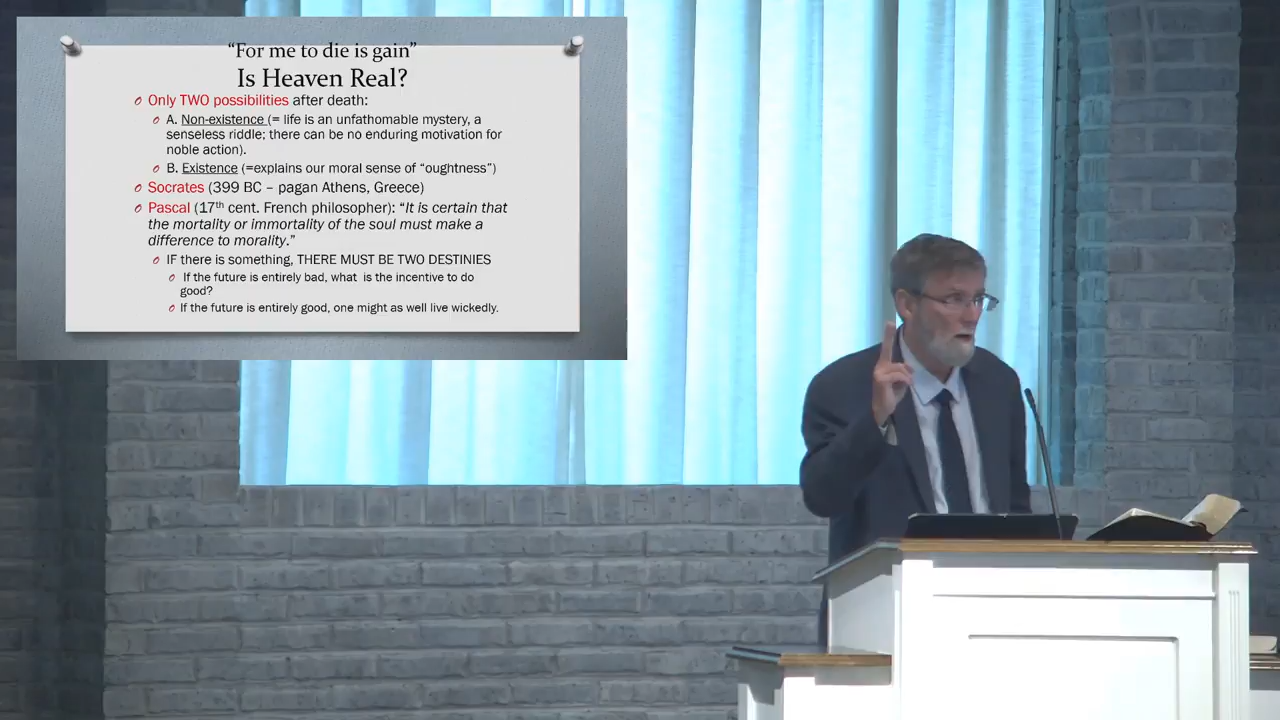 “For me to die is gain”
Is Heaven Real?
Only TWO possibilities after death:
A. Non-existence (= life is an unfathomable mystery, a
senseless riddle; there can be no enduring motivation for
noble action).
B. Existence (=explains our moral sense of “oughtness”)
Socrates (399 BC – pagan Athens, Greece)
Pascal (17th cent. French philosopher): “It is certain that
the mortality or immortality of the soul must make a
difference to morality.”
IF there is something, THERE MUST BE TWO DESTINIES
If the future is entirely bad, what is the incentive to do
good?
If the future is entirely good, one might as well live wickedly.